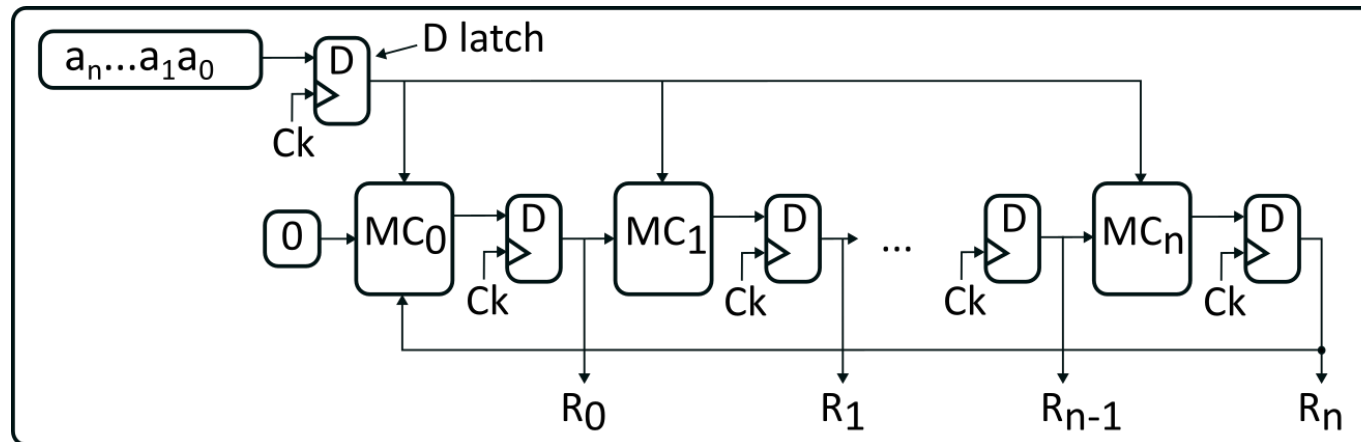 aₙ...a₁a₀ D D latch
Ck
0 MC₀ D MC₁ D ... D MCₙ D
Ck Ck Ck Ck
R₀ R₁ Rₙ₋₁ Rₙ